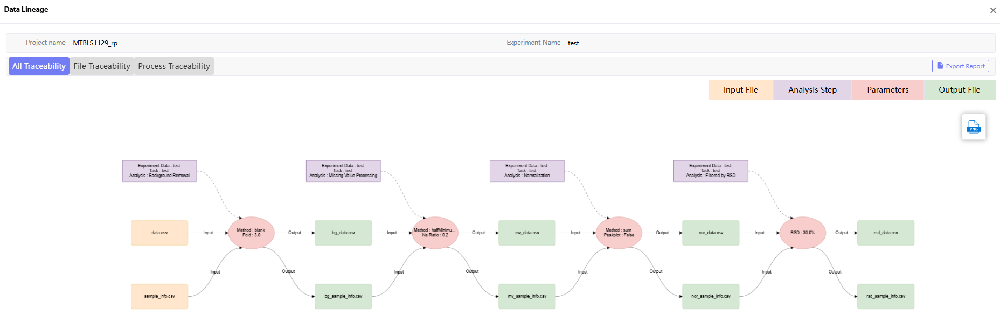 Data Lineage
Project name MTBLS1129_rp Experiment Name test
All Traceability File Traceability Process Traceability Export Report
Input File Analysis Step Parameters Output File
PNG
Experiment Data : test
Task : test
Analysis : Background Removal
Experiment Data : test
Task : test
Analysis : Missing Value Processing
Experiment Data : test
Task : test
Analysis : Normalization
Experiment Data : test
Task : test
Analysis : Filtered by RSD
data.csv
Input
Method : blank
Fold : 3.0
Output
bg_data.csv
Input
Method : halfMinimu...
Na Ratio : 0.2
Output
mv_data.csv
Input
Method : sum
Peakplot : False
Output
nor_data.csv
Input
RSD : 30.0%
Output
rsd_data.csv
Input
Output
Input
Output
Input
Output
Input
Output
sample_info.csv
bg_sample_info.csv
mv_sample_info.csv
nor_sample_info.csv
rsd_sample_info.csv